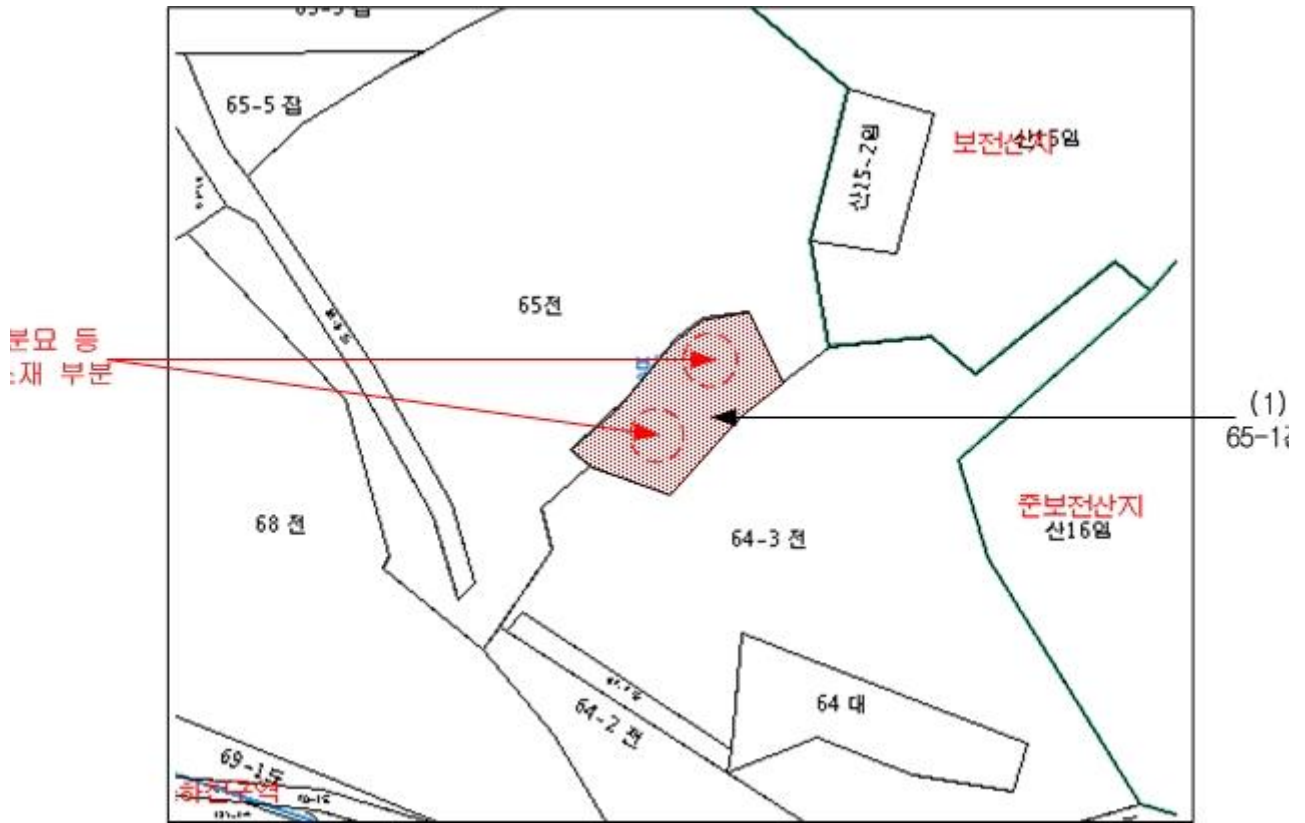 65-5 잡
산15-2임
보전산지
65전
분묘 등
소재 부분
(1)
65-1잡
68 전
64-3 전
준보전산지
산16임
64 대
64-2 전
69-1도
하천구역